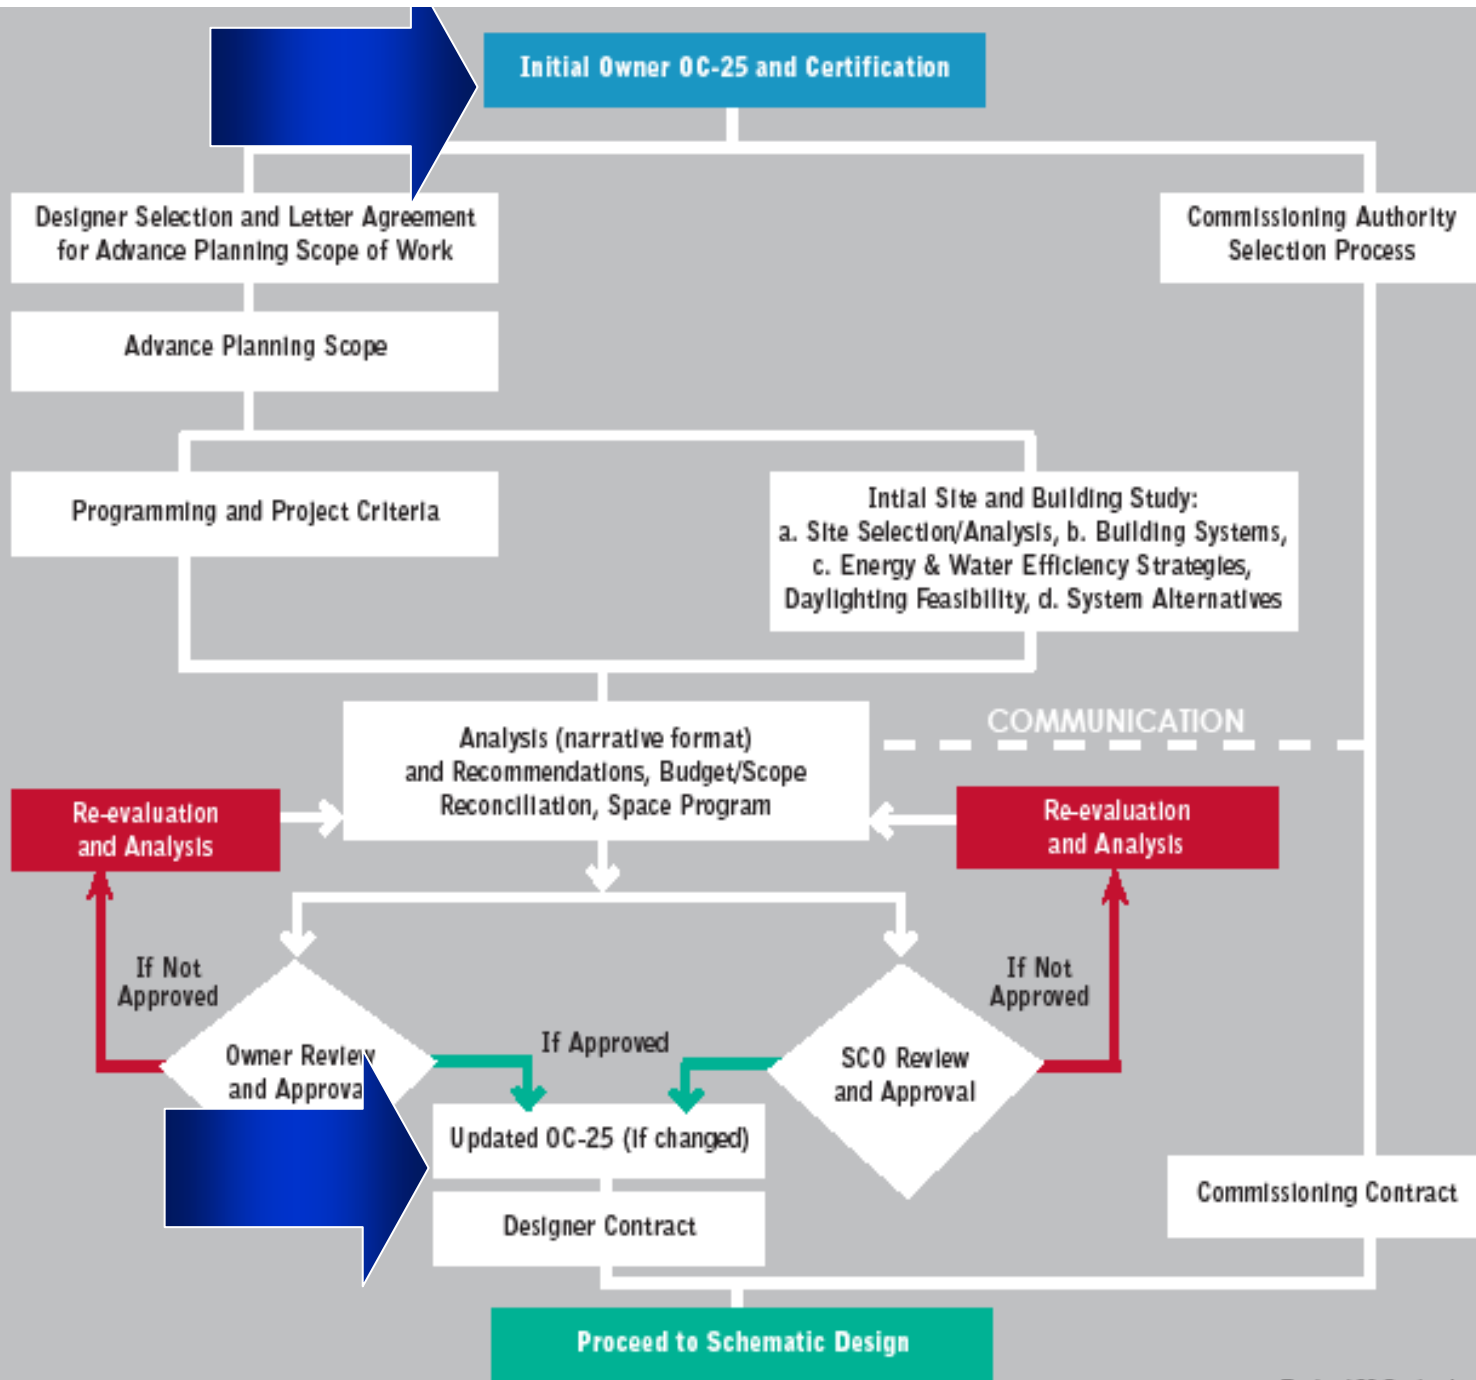 Initial Owner OC-25 and Certification
Designer Selection and Letter Agreement
for Advance Planning Scope of Work
Commissioning Authority
Selection Process
Advance Planning Scope
Programming and Project Criteria
Intial Site and Building Study:
a. Site Selection/Analysis, b. Building Systems,
c. Energy & Water Efficiency Strategies,
Daylighting Feasibility, d. System Alternatives
Analysis (narrative format)
and Recommendations, Budget/Scope
Reconciliation, Space Program
COMMUNICATION
Re-evaluation
and Analysis
Re-evaluation
and Analysis
If Not
Approved
If Not
Approved
Owner Review
and Approval
If Approved
SCO Review
and Approval
Updated OC-25 (if changed)
Designer Contract
Commissioning Contract
Proceed to Schematic Design